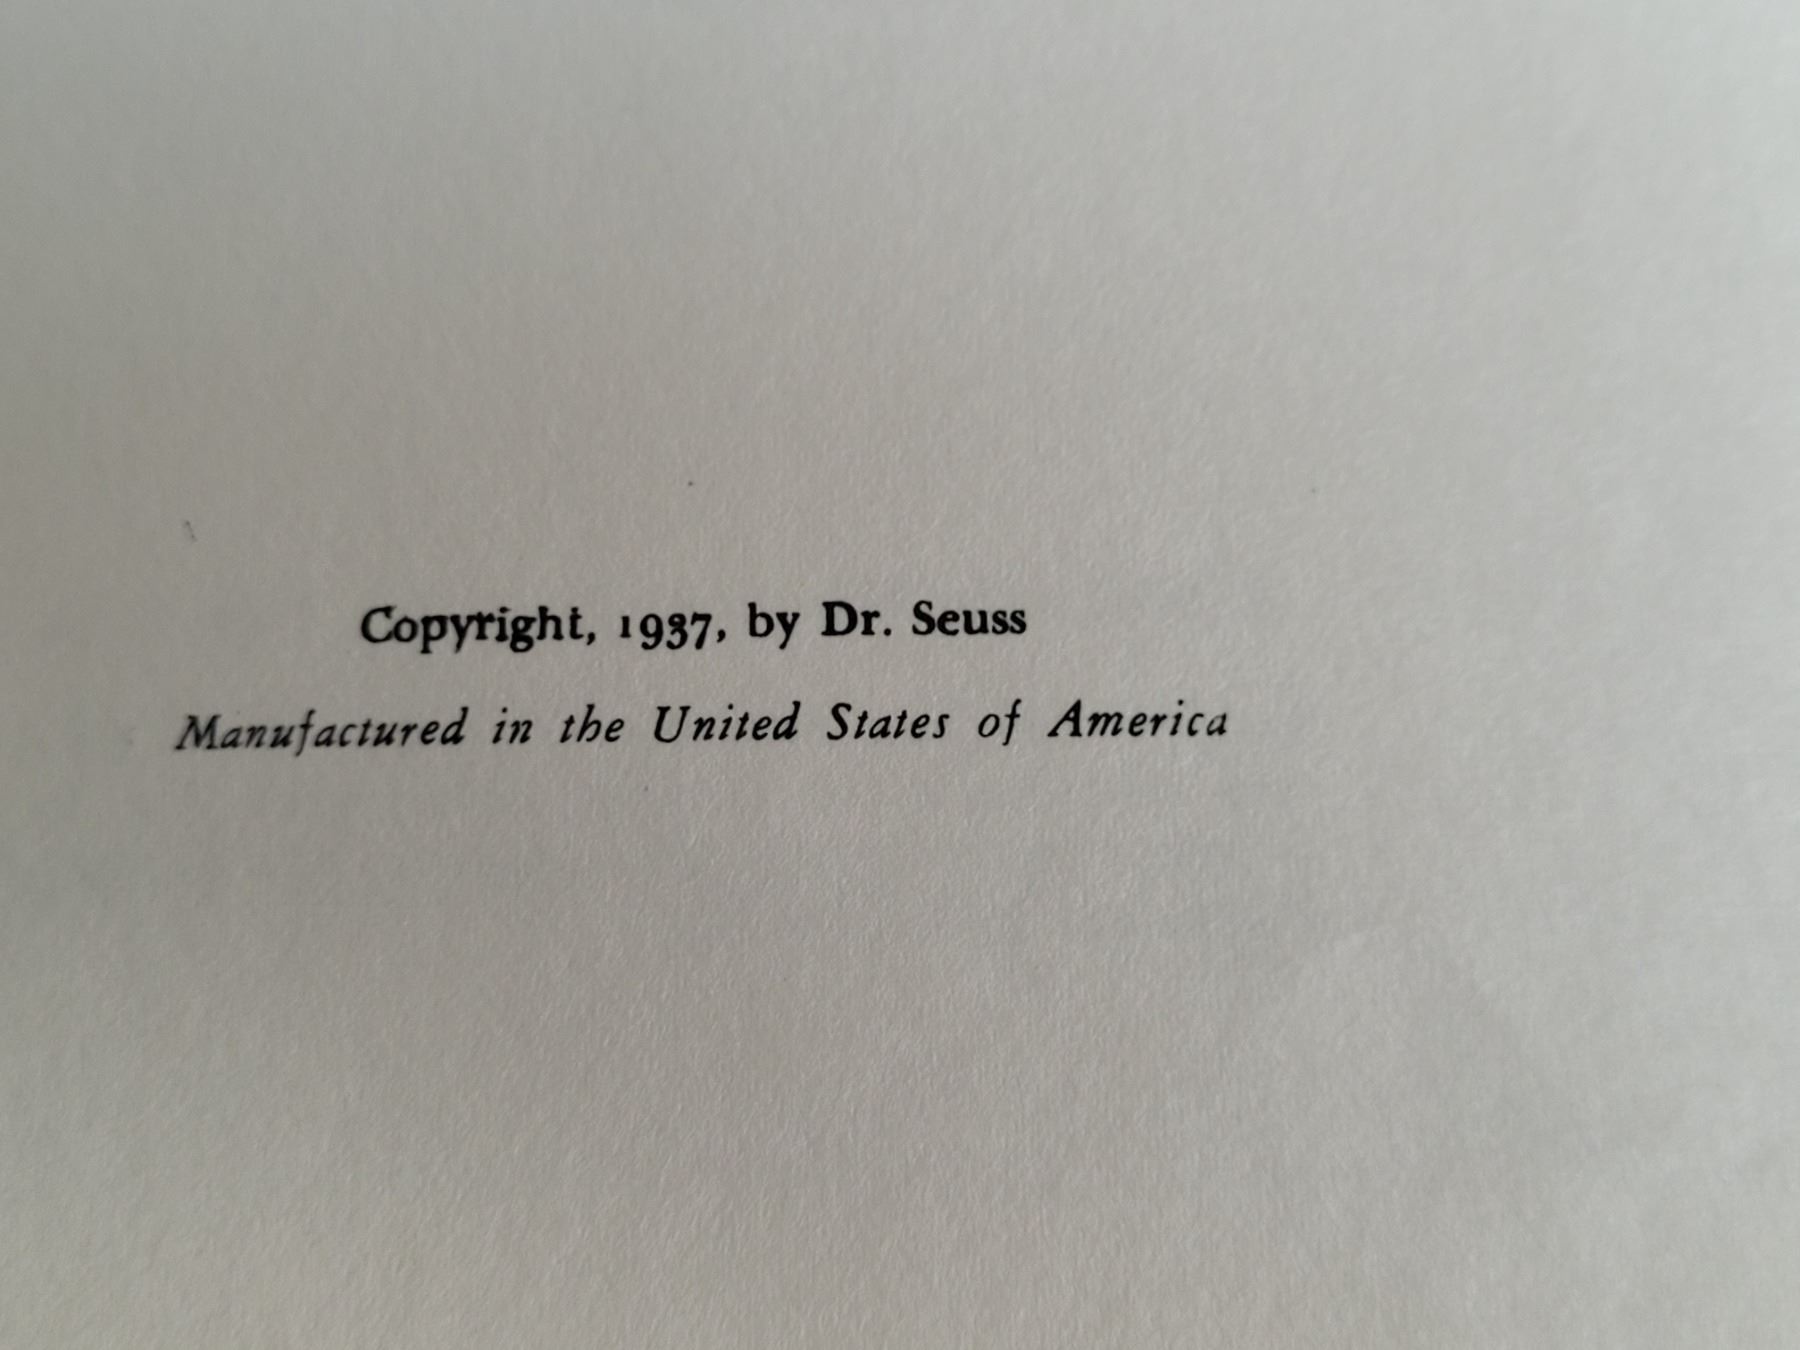 Copyright, 1937, by Dr. Seuss
Manufactured in the United States of America